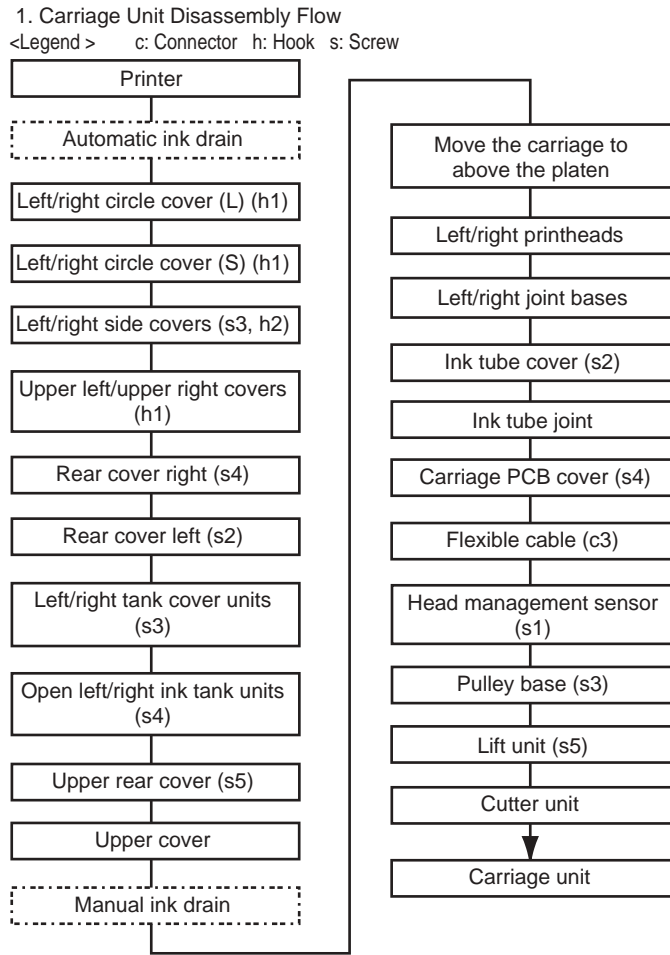 1. Carriage Unit Disassembly Flow
<Legend > c: Connector h: Hook s: Screw
Printer
Automatic ink drain
Left/right circle cover (L) (h1)
Left/right circle cover (S) (h1)
Left/right side covers (s3, h2)
Upper left/upper right covers
(h1)
Rear cover right (s4)
Rear cover left (s2)
Left/right tank cover units
(s3)
Open left/right ink tank units
(s4)
Upper rear cover (s5)
Upper cover
Manual ink drain
Move the carriage to
above the platen
Left/right printheads
Left/right joint bases
Ink tube cover (s2)
Ink tube joint
Carriage PCB cover (s4)
Flexible cable (c3)
Head management sensor
(s1)
Pulley base (s3)
Lift unit (s5)
Cutter unit
Carriage unit